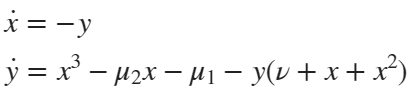 ẋ = −y
ẏ = x³ − μ₂x − μ₁ − y(ν + x + x²)